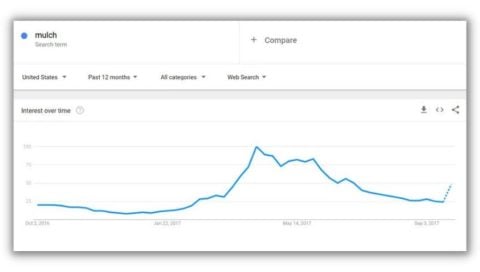 mulch
Search term
+ Compare
United States
Past 12 months
All categories
Web Search
Interest over time
100
75
50
25
Oct 2, 2016
Jan 22, 2017
May 14, 2017
Sep 3, 2017